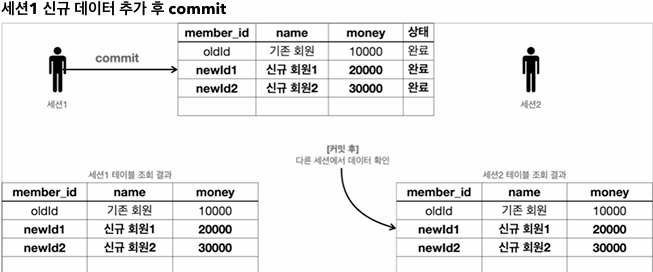 세션1 신규 데이터 추가 후 commit
member_id name money 상태
oldId 기존 회원 10000 완료
newId1 신규 회원1 20000 완료
newId2 신규 회원2 30000 완료
commit
세션1
세션2
[커밋 후]
다른 세션에서 데이터 확인
세션1 테이블 조회 결과
member_id name money
oldId 기존 회원 10000
newId1 신규 회원1 20000
newId2 신규 회원2 30000
세션2 테이블 조회 결과
member_id name money
oldId 기존 회원 10000
newId1 신규 회원1 20000
newId2 신규 회원2 30000